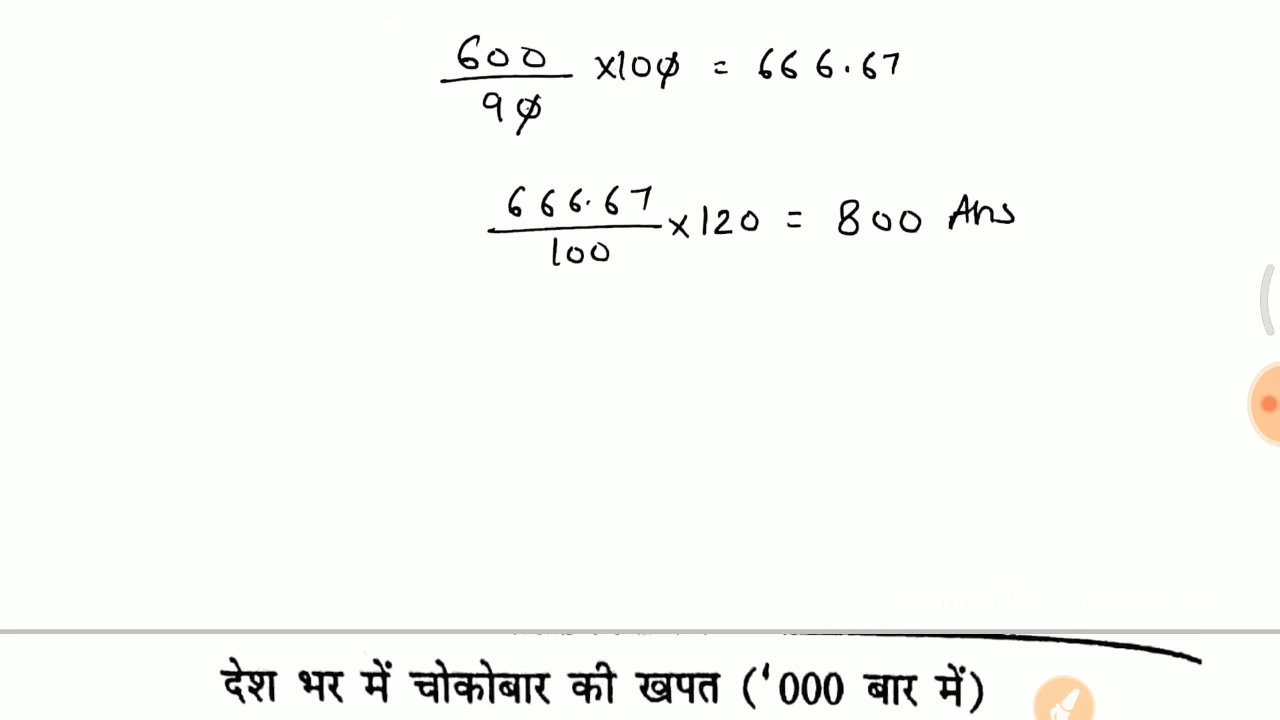 600/90 ×100 = 666.67
666.67/100 ×120 = 800 Ans
देश भर में चोकोबार की खपत ('000 बार में)